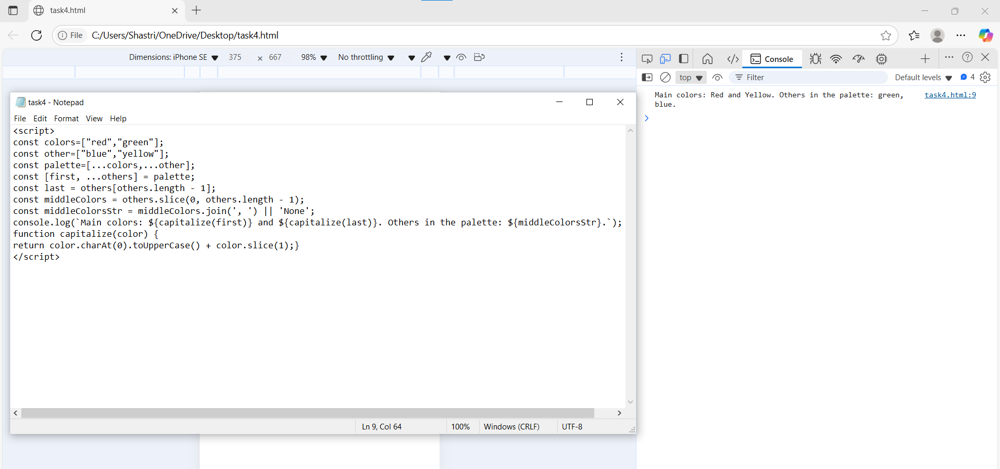 task4.html
File C:/Users/Shastri/OneDrive/Desktop/task4.html
Dimensions: iPhone SE 375 × 667 98% No throttling
Console
top Filter Default levels 4
Main colors: Red and Yellow. Others in the palette: green, task4.html:9
blue.
task4 - Notepad
File Edit Format View Help
<script>
const colors=["red","green"];
const other=["blue","yellow"];
const palette=[...colors,...other];
const [first, ...others] = palette;
const last = others[others.length - 1];
const middleColors = others.slice(0, others.length - 1);
const middleColorsStr = middleColors.join(', ') || 'None';
console.log(`Main colors: ${capitalize(first)} and ${capitalize(last)}. Others in the palette: ${middleColorsStr}.`);
function capitalize(color) {
return color.charAt(0).toUpperCase() + color.slice(1);}
</script>
Ln 9, Col 64 100% Windows (CRLF) UTF-8